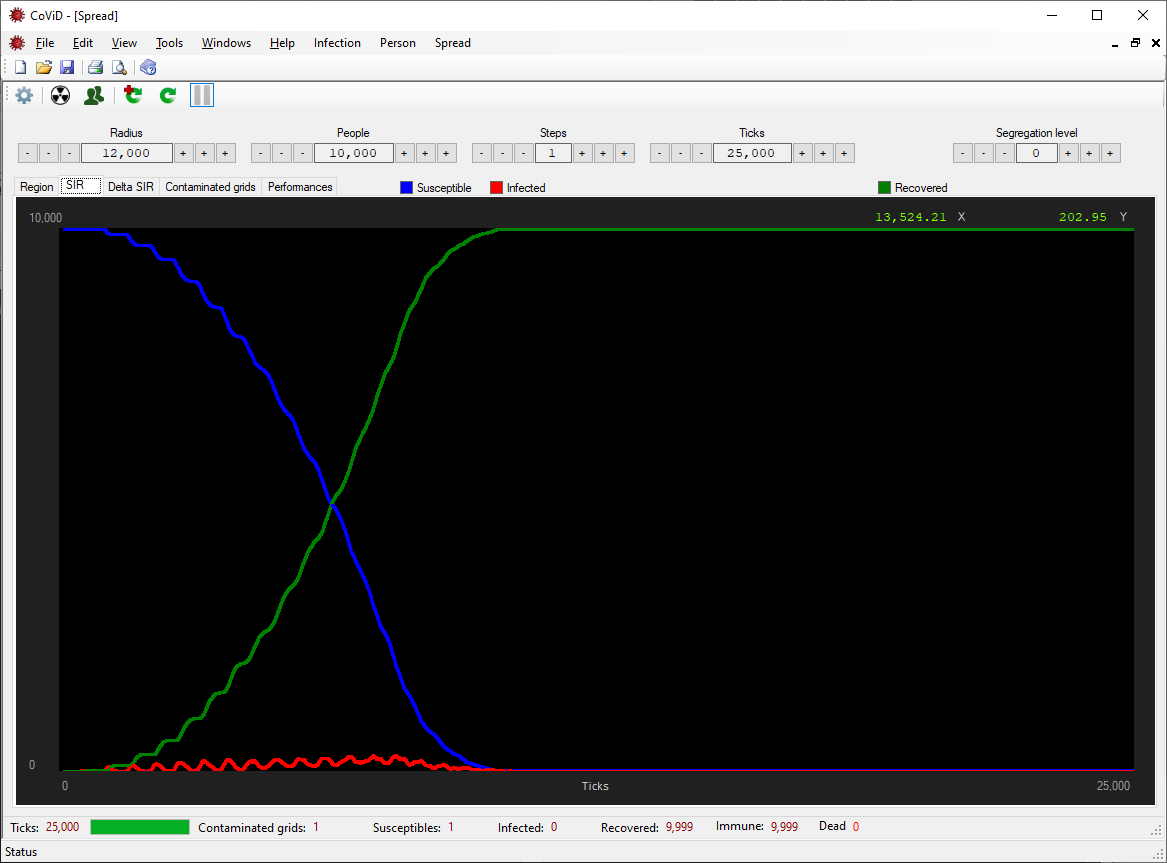 CoViD - [Spread]
File Edit View Tools Windows Help Infection Person Spread
Radius People Steps Ticks Segregation level
- - - 12,000 + + + - - - 10,000 + + + - - - 1 + + + - - - 25,000 + + + - - - 0 + + +
Region SIR Delta SIR Contaminated grids Performances Susceptible Infected Recovered
10,000 13,524.21 X 202.95 Y
0
0 Ticks 25,000
Ticks: 25,000 Contaminated grids: 1 Susceptibles: 1 Infected: 0 Recovered: 9,999 Immune: 9,999 Dead 0
Status